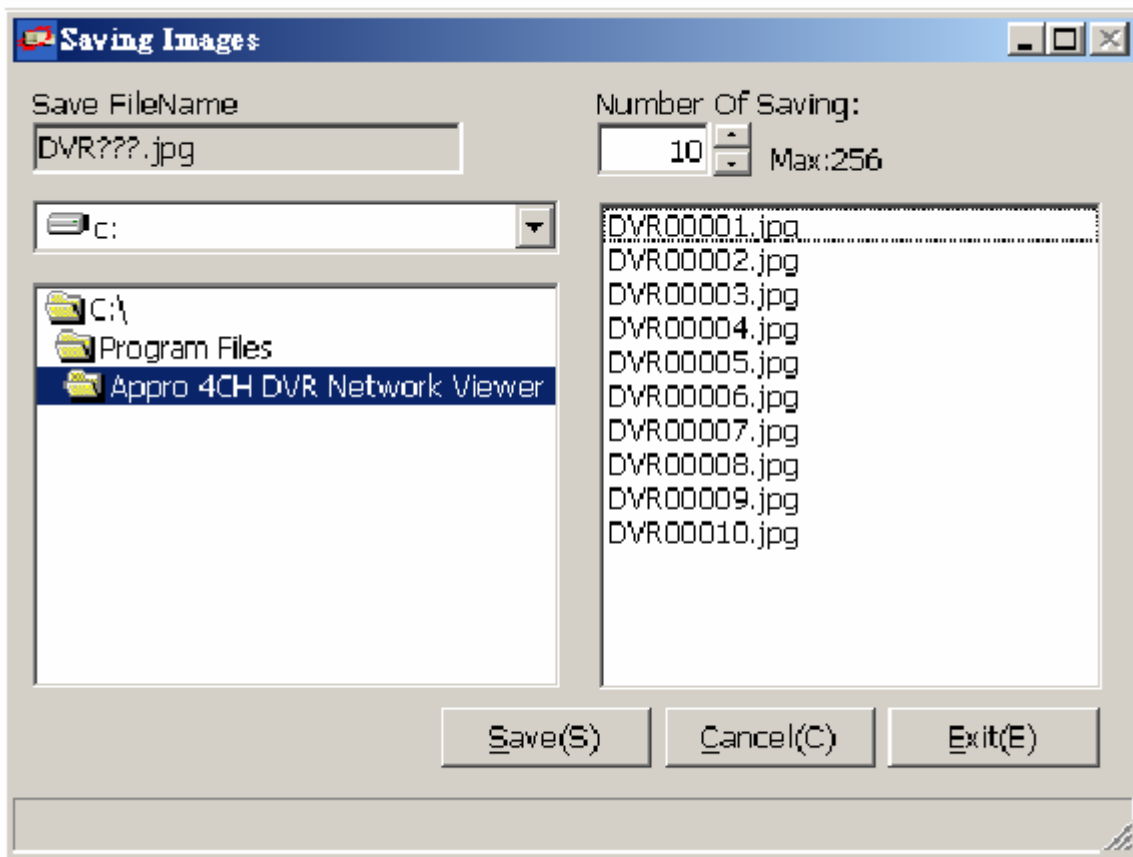 Saving Images
Save FileName
DVR???.jpg
Number Of Saving:
10
Max:256
c:
C:\
Program Files
Appro 4CH DVR Network Viewer
DVR00001.jpg
DVR00002.jpg
DVR00003.jpg
DVR00004.jpg
DVR00005.jpg
DVR00006.jpg
DVR00007.jpg
DVR00008.jpg
DVR00009.jpg
DVR00010.jpg
Save(S)
Cancel(C)
Exit(E)